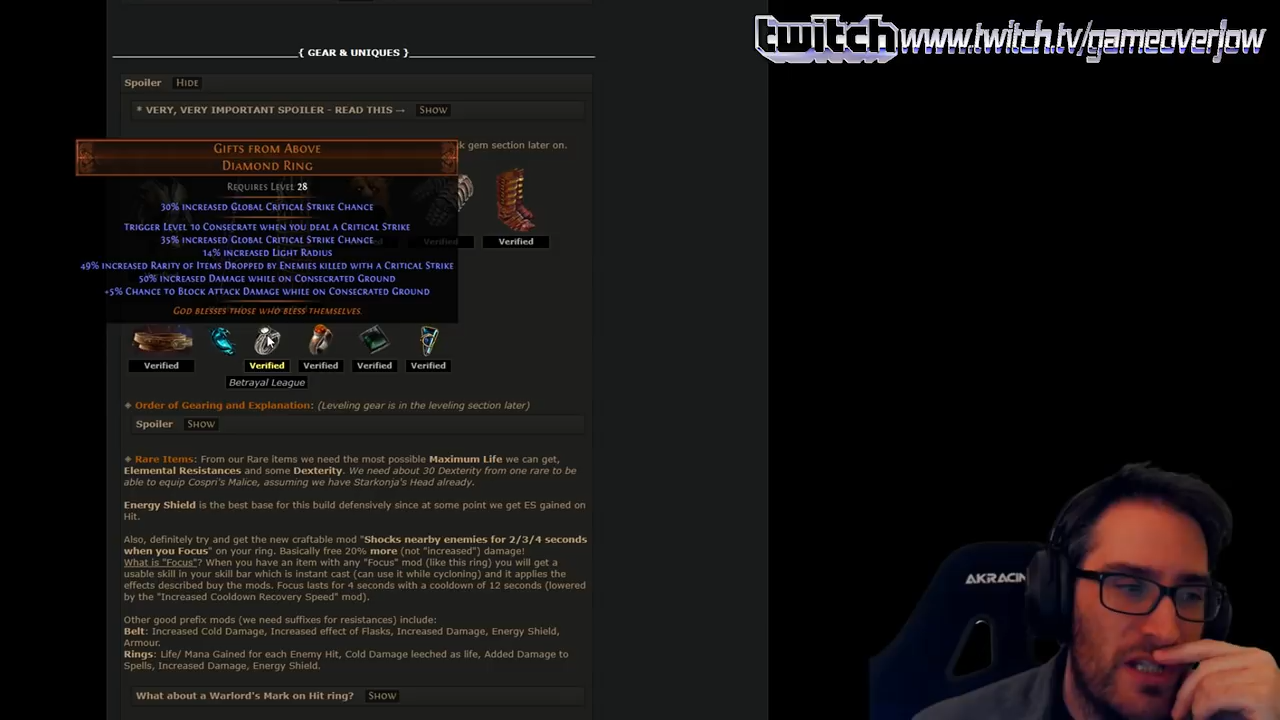 twitch www.twitch.tv/gameoverjow
{ GEAR & UNIQUES }
Spoiler HIDE
* VERY, VERY IMPORTANT SPOILER - READ THIS → SHOW
k gem section later on.
GIFTS FROM ABOVE
DIAMOND RING
REQUIRES LEVEL 28
30% INCREASED GLOBAL CRITICAL STRIKE CHANCE
TRIGGER LEVEL 10 CONSECRATE WHEN YOU DEAL A CRITICAL STRIKE
35% INCREASED GLOBAL CRITICAL STRIKE CHANCE
14% INCREASED LIGHT RADIUS
49% INCREASED RARITY OF ITEMS DROPPED BY ENEMIES KILLED WITH A CRITICAL STRIKE
50% INCREASED DAMAGE WHILE ON CONSECRATED GROUND
+5% CHANCE TO BLOCK ATTACK DAMAGE WHILE ON CONSECRATED GROUND
GOD BLESSES THOSE WHO BLESS THEMSELVES.
Verified Verified
Verified Verified Verified Verified Verified
Betrayal League
Order of Gearing and Explanation: (Leveling gear is in the leveling section later)
Spoiler SHOW
Rare Items: From our Rare items we need the most possible Maximum Life we can get,
Elemental Resistances and some Dexterity. We need about 30 Dexterity from one rare to be
able to equip Cospri's Malice, assuming we have Starkonja's Head already.
Energy Shield is the best base for this build defensively since at some point we get ES gained on
Hit.
Also, definitely try and get the new craftable mod "Shocks nearby enemies for 2/3/4 seconds
when you Focus" on your ring. Basically free 20% more (not "increased") damage!
What is "Focus"? When you have an item with any "Focus" mod (like this ring) you will get a
usable skill in your skill bar which is instant cast (can use it while cycloning) and it applies the
effects described buy the mods. Focus lasts for 4 seconds with a cooldown of 12 seconds (lowered
by the "Increased Cooldown Recovery Speed" mod).
Other good prefix mods (we need suffixes for resistances) include:
Belt: Increased Cold Damage, Increased effect of Flasks, Increased Damage, Energy Shield,
Armour.
Rings: Life/ Mana Gained for each Enemy Hit, Cold Damage leeched as life, Added Damage to
Spells, Increased Damage, Energy Shield.
What about a Warlord's Mark on Hit ring? SHOW
AKRACIN